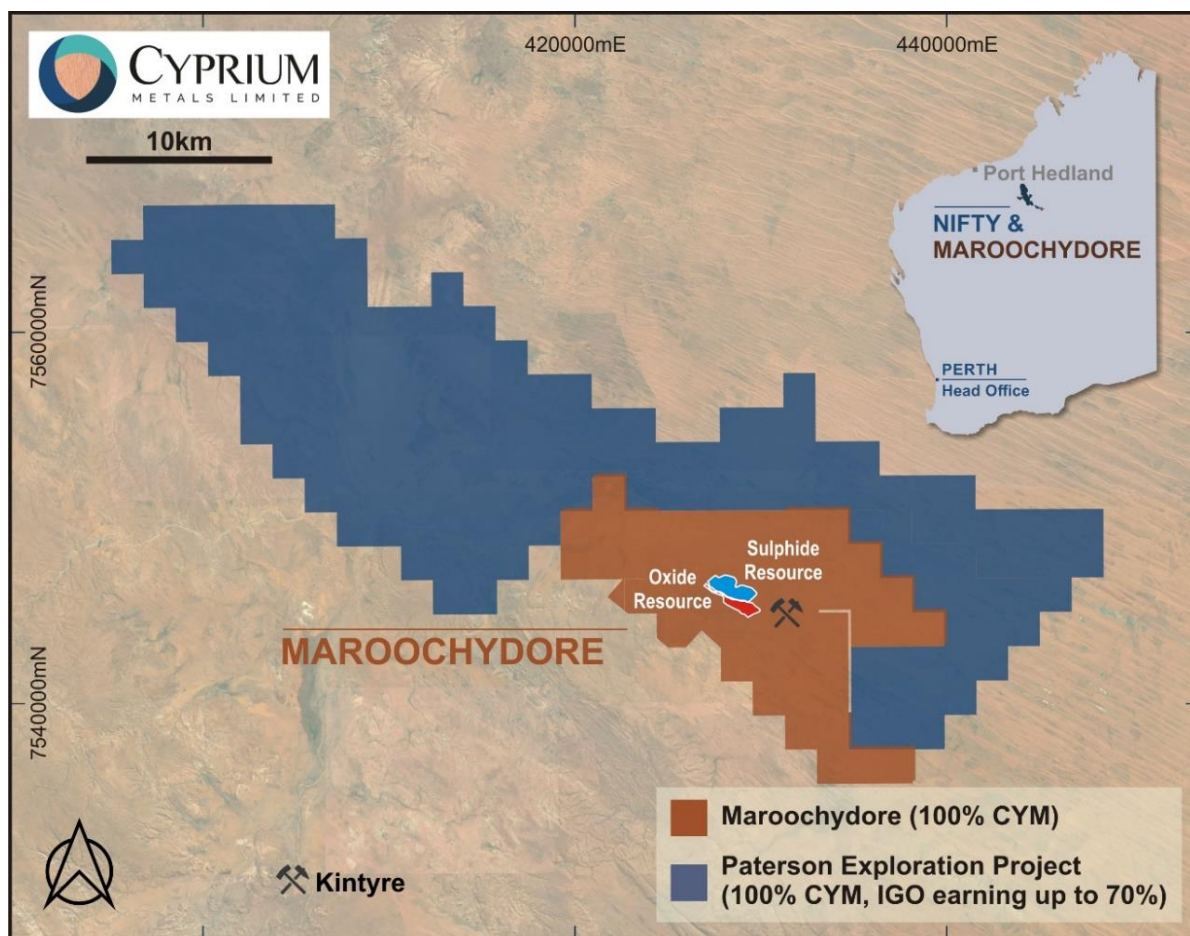 CYPRIUM
METALS LIMITED
10km
420000mE
440000mE
7560000mN
7540000mN
Port Hedland
NIFTY &
MAROOCHYDORE
PERTH
Head Office
Sulphide
Resource
Oxide
Resource
MAROOCHYDORE
Kintyre
Maroochydore (100% CYM)
Paterson Exploration Project
(100% CYM, IGO earning up to 70%)